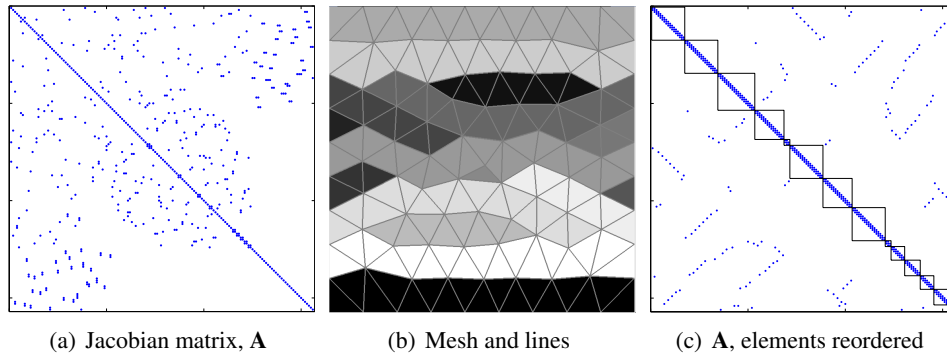 (a) Jacobian matrix, A
(b) Mesh and lines
(c) A, elements reordered